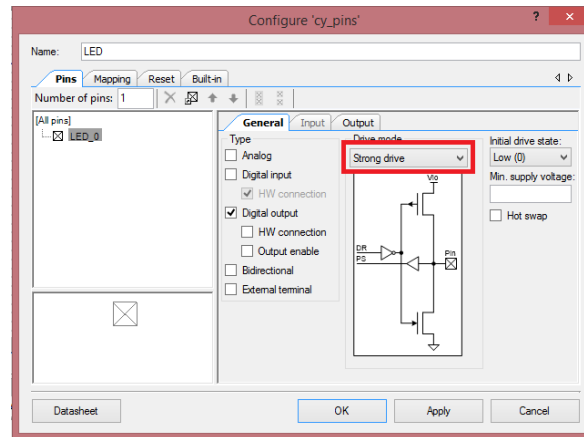 Configure 'cy_pins'
? ×
Name: LED
Pins Mapping Reset Built-in
Number of pins: 1
[All pins]
LED_0
General Input Output
Type
Analog
Digital input
HW connection
Digital output
HW connection
Output enable
Bidirectional
External terminal
Drive mode
Strong drive
Vio
DR
PS
Pin
Initial drive state:
Low (0)
Min. supply voltage:
Hot swap
Datasheet OK Apply Cancel